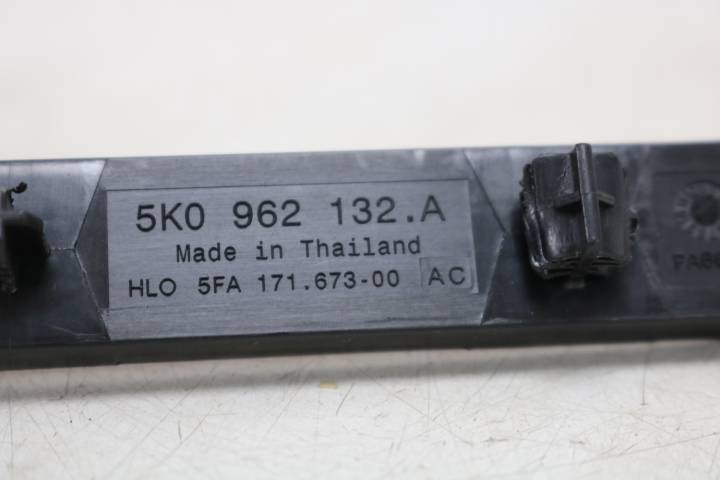 5K0 962 132.A
Made in Thailand
HLO 5FA 171.673-00 AC